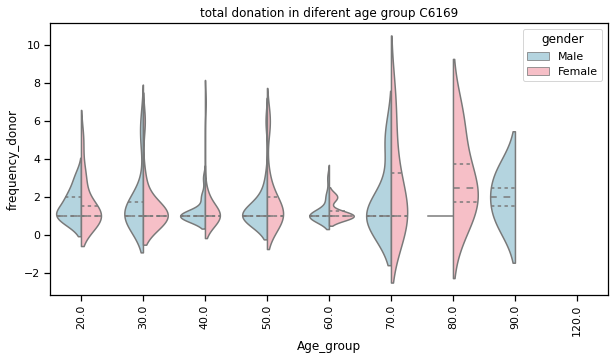 total donation in diferent age group C6169
gender
Male
Female
frequency_donor
10
8
6
4
2
0
−2
20.0
30.0
40.0
50.0
60.0
70.0
80.0
90.0
120.0
Age_group